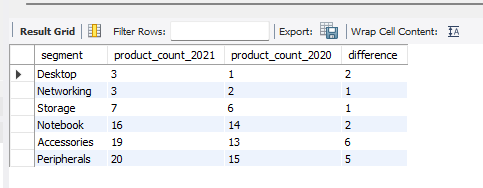 Result Grid Filter Rows: Export: Wrap Cell Content:
segment product_count_2021 product_count_2020 difference
Desktop 3 1 2
Networking 3 2 1
Storage 7 6 1
Notebook 16 14 2
Accessories 19 13 6
Peripherals 20 15 5